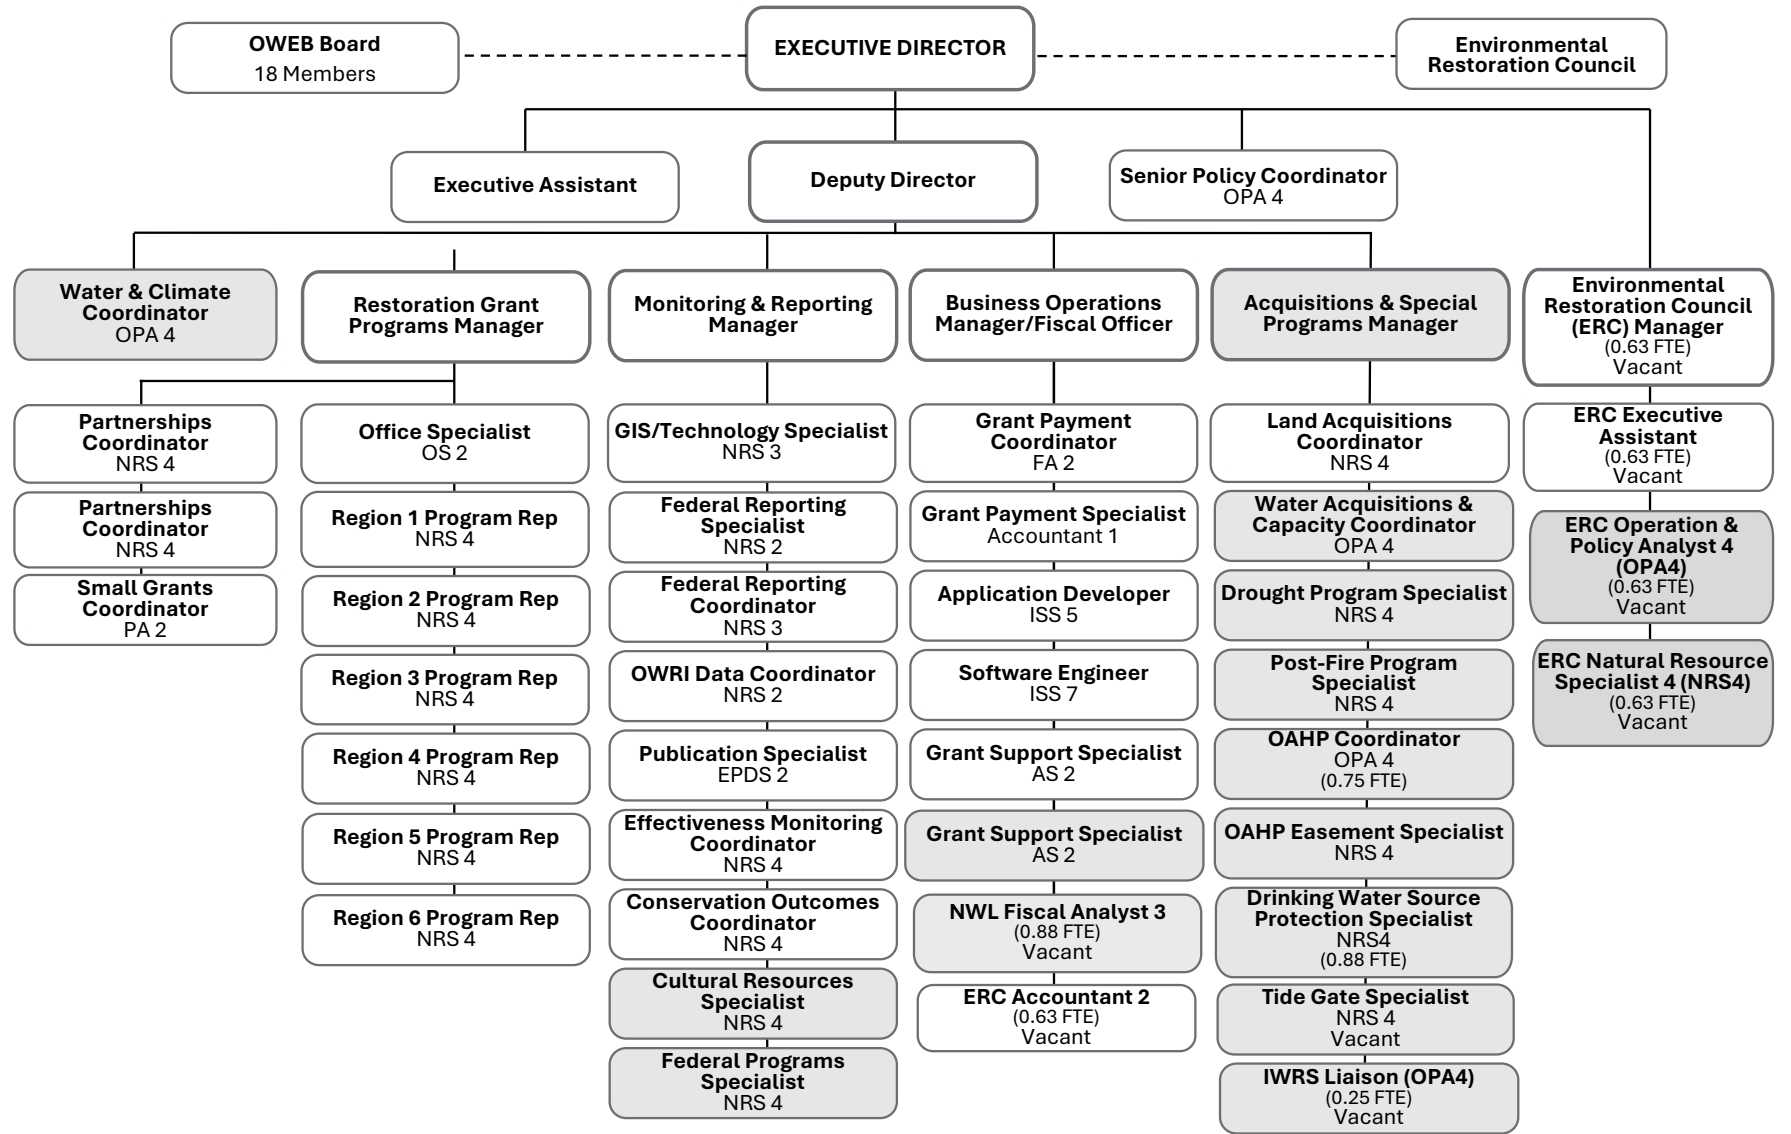 OWEB Board
18 Members
EXECUTIVE DIRECTOR
Environmental
Restoration Council
Executive Assistant
Deputy Director
Senior Policy Coordinator
OPA 4
Water & Climate
Coordinator
OPA 4
Restoration Grant
Programs Manager
Monitoring & Reporting
Manager
Business Operations
Manager/Fiscal Officer
Acquisitions & Special
Programs Manager
Environmental
Restoration Council
(ERC) Manager
(0.63 FTE)
Vacant
Partnerships
Coordinator
NRS 4
Partnerships
Coordinator
NRS 4
Small Grants
Coordinator
PA 2
Office Specialist
OS 2
Region 1 Program Rep
NRS 4
Region 2 Program Rep
NRS 4
Region 3 Program Rep
NRS 4
Region 4 Program Rep
NRS 4
Region 5 Program Rep
NRS 4
Region 6 Program Rep
NRS 4
GIS/Technology Specialist
NRS 3
Federal Reporting
Specialist
NRS 2
Federal Reporting
Coordinator
NRS 3
OWRI Data Coordinator
NRS 2
Publication Specialist
EPDS 2
Effectiveness Monitoring
Coordinator
NRS 4
Conservation Outcomes
Coordinator
NRS 4
Cultural Resources
Specialist
NRS 4
Federal Programs
Specialist
NRS 4
Grant Payment
Coordinator
FA 2
Grant Payment Specialist
Accountant 1
Application Developer
ISS 5
Software Engineer
ISS 7
Grant Support Specialist
AS 2
Grant Support Specialist
AS 2
NWL Fiscal Analyst 3
(0.88 FTE)
Vacant
ERC Accountant 2
(0.63 FTE)
Vacant
Land Acquisitions
Coordinator
NRS 4
Water Acquisitions &
Capacity Coordinator
OPA 4
Drought Program Specialist
NRS 4
Post-Fire Program
Specialist
NRS 4
OAHP Coordinator
OPA 4
(0.75 FTE)
OAHP Easement Specialist
NRS 4
Drinking Water Source
Protection Specialist
NRS4
(0.88 FTE)
Tide Gate Specialist
NRS 4
Vacant
IWRS Liaison (OPA4)
(0.25 FTE)
Vacant
ERC Executive
Assistant
(0.63 FTE)
Vacant
ERC Operation &
Policy Analyst 4
(OPA4)
(0.63 FTE)
Vacant
ERC Natural Resource
Specialist 4 (NRS4)
(0.63 FTE)
Vacant